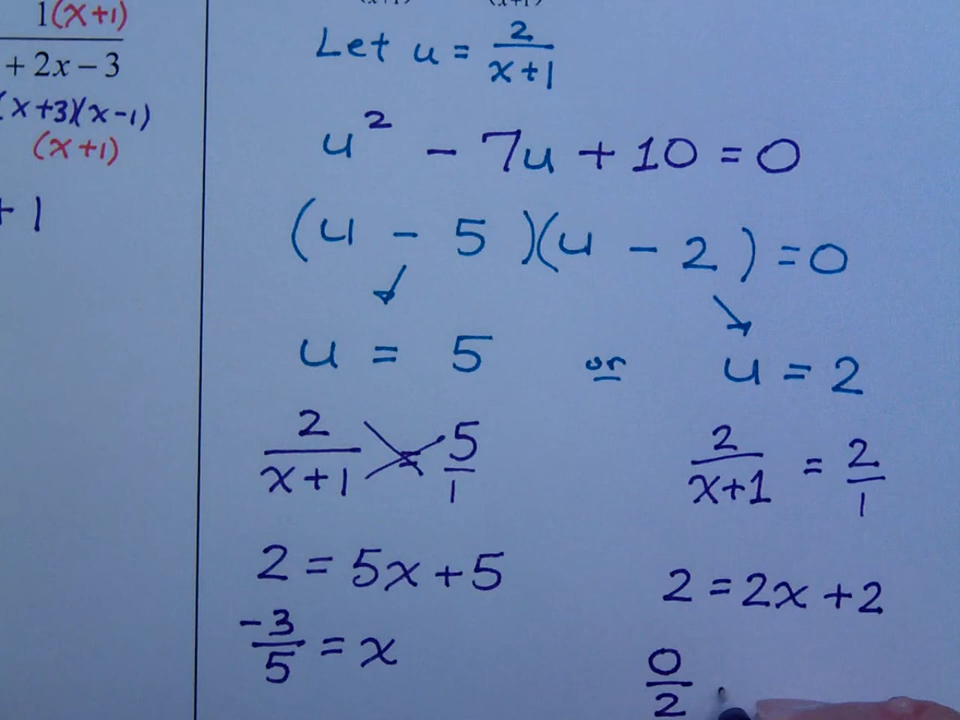 1(x+1)
+ 2x − 3
(x+3)(x−1)
(x+1)
+ 1
(x+1) (x+1)
Let u = 2/(x+1)
u² − 7u + 10 = 0
(u − 5)(u − 2) = 0
u = 5 or u = 2
2/(x+1) = 5/1 2/(x+1) = 2/1
2 = 5x + 5 2 = 2x + 2
-3/5 = x 0/2